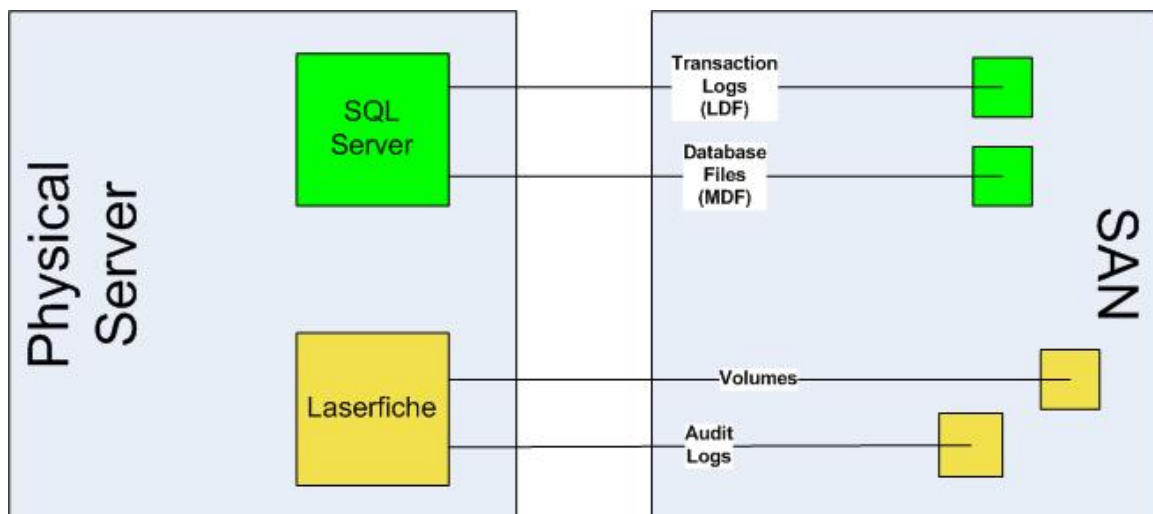 Physical
Server
SQL
Server
Transaction
Logs
(LDF)
Database
Files
(MDF)
SAN
Laserfiche
Volumes
Audit
Logs